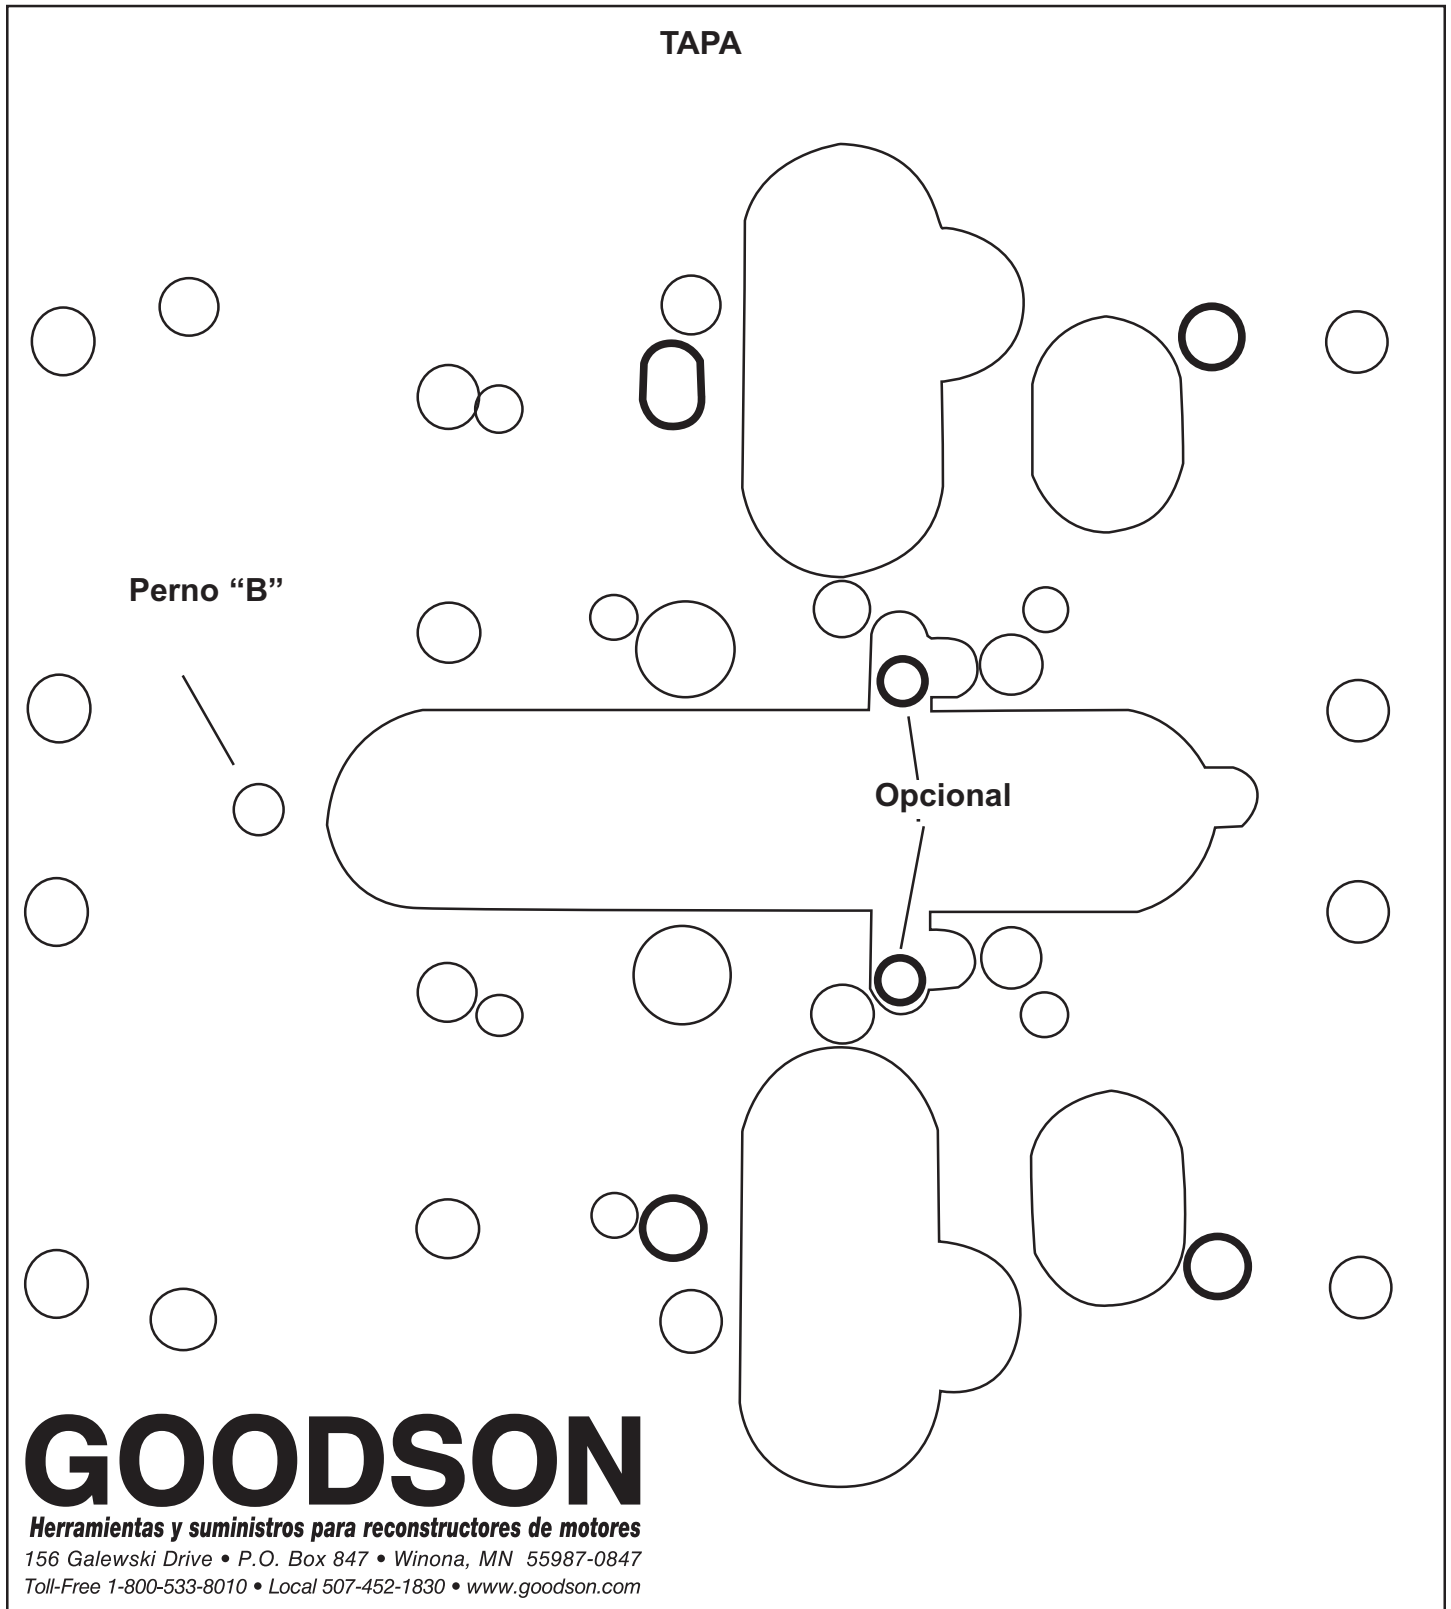 TAPA
Perno “B”
Opcional
GOODSON
Herramientas y suministros para reconstructores de motores
156 Galewski Drive • P.O. Box 847 • Winona, MN 55987-0847
Toll-Free 1-800-533-8010 • Local 507-452-1830 • www.goodson.com